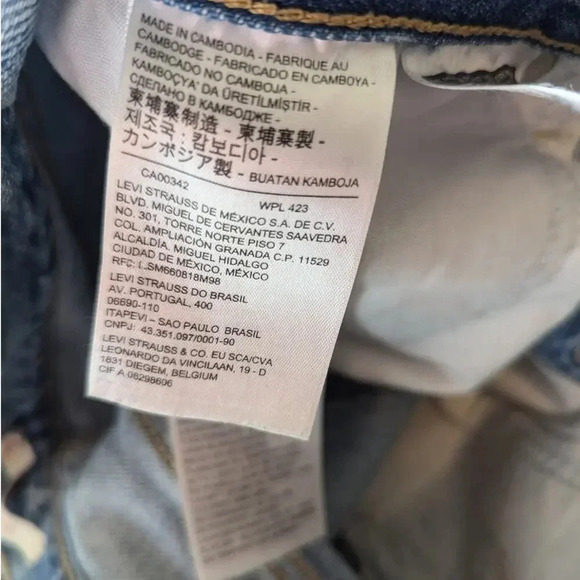 MADE IN CAMBODIA - FABRIQUE AU
CAMBODGE - FABRICADO EN CAMBOYA -
FABRICADO NO CAMBOJA -
KAMBOÇYA' DA ÜRETİLMİŞTİR -
СДЕЛАНО В КАМБОДЖЕ -
柬埔寨制造 - 柬埔寨製 -
제조국: 캄보디아 -
カンボジア製 - BUATAN KAMBOJA
CA00342 WPL 423
LEVI STRAUSS DE MÉXICO S.A. DE C.V.
BLVD. MIGUEL DE CERVANTES SAAVEDRA
NO. 301, TORRE NORTE PISO 7
COL. AMPLIACIÓN GRANADA C.P. 11529
ALCALDÍA. MIGUEL HIDALGO
CIUDAD DE MÉXICO, MÉXICO
RFC: LSM660818M98
LEVI STRAUSS DO BRASIL
AV. PORTUGAL, 400
06690-110
ITAPEVI – SAO PAULO BRASIL
CNPJ: 43.351.097/0001-90
LEVI STRAUSS & CO. EU SCA/CVA
LEONARDO DA VINCILAAN, 19 - D
1831 DIEGEM, BELGIUM
CIF A 08298606